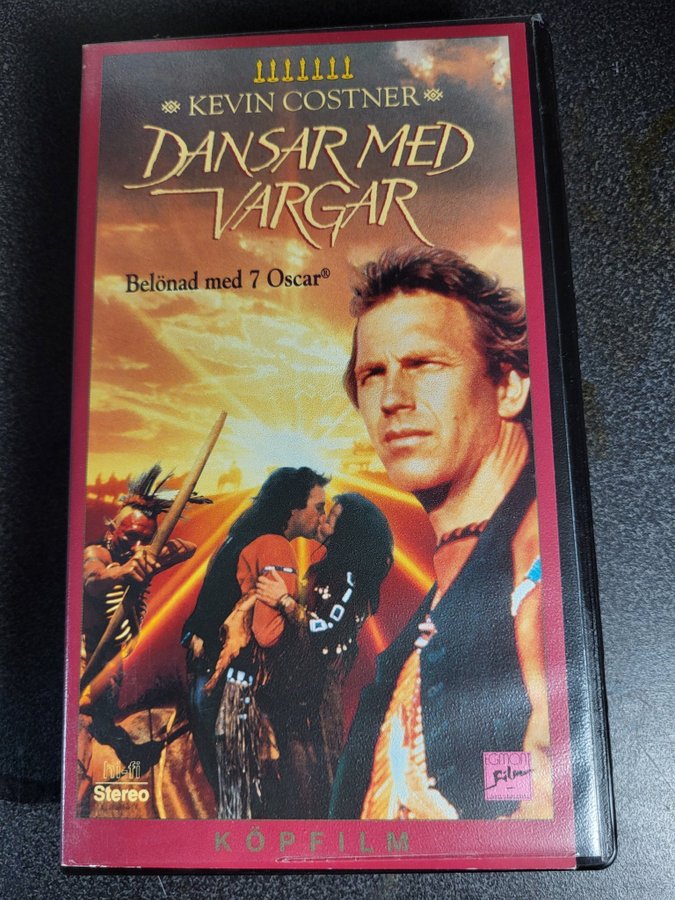 KEVIN COSTNER
DANSAR MED
VARGAR
Belönad med 7 Oscar®
hi-fi
Stereo
EGMONT
Film
KÖPFILM